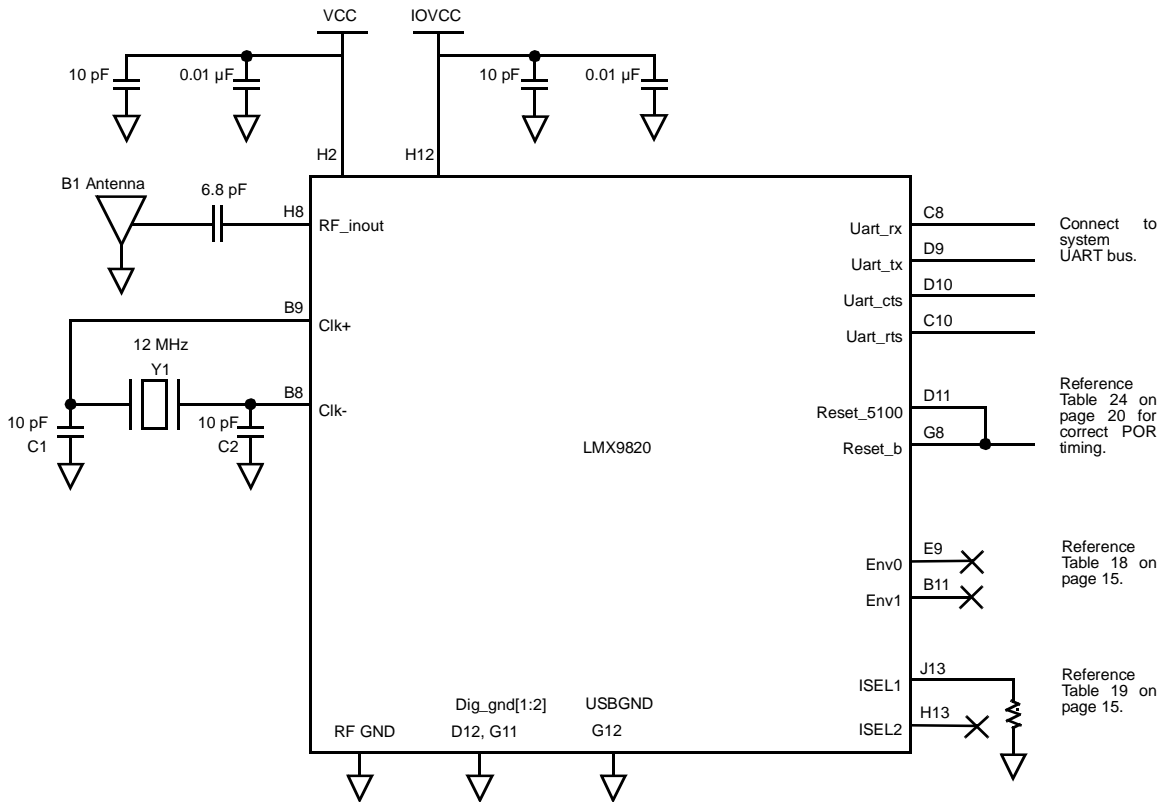 VCC
IOVCC
10 pF
0.01 µF
10 pF
0.01 µF
H2
H12
B1 Antenna
6.8 pF
H8
RF_inout
B9
Clk+
12 MHz
Y1
B8
Clk-
10 pF
C1
10 pF
C2
LMX9820
Uart_rx
C8
Uart_tx
D9
Uart_cts
D10
Uart_rts
C10
Connect to
system
UART bus.
Reset_5100
D11
Reset_b
G8
Reference
Table 24 on
page 20 for
correct POR
timing.
Env0
E9
Env1
B11
Reference
Table 18 on
page 15.
ISEL1
J13
ISEL2
H13
Reference
Table 19 on
page 15.
RF GND
Dig_gnd[1:2]
D12, G11
USBGND
G12